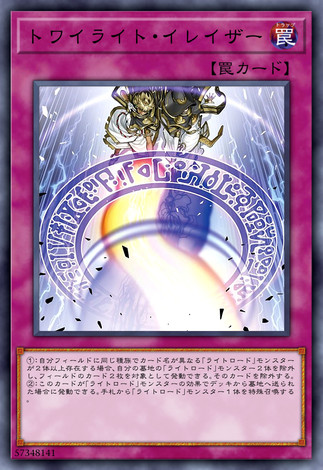 トワイライト・イレイザー
トラップ
罠
【罠カード】
①:自分フィールドに同じ種族でカード名が異なる「ライトロード」モンスター
が２体以上存在する場合、自分の墓地の「ライトロード」モンスター２体を除外
し、フィールドのカード２枚を対象として発動できる。そのカードを除外する。
②:このカードが「ライトロード」モンスターの効果でデッキから墓地へ送られ
た場合に発動できる。手札から「ライトロード」モンスター１体を特殊召喚す
る。
57348141